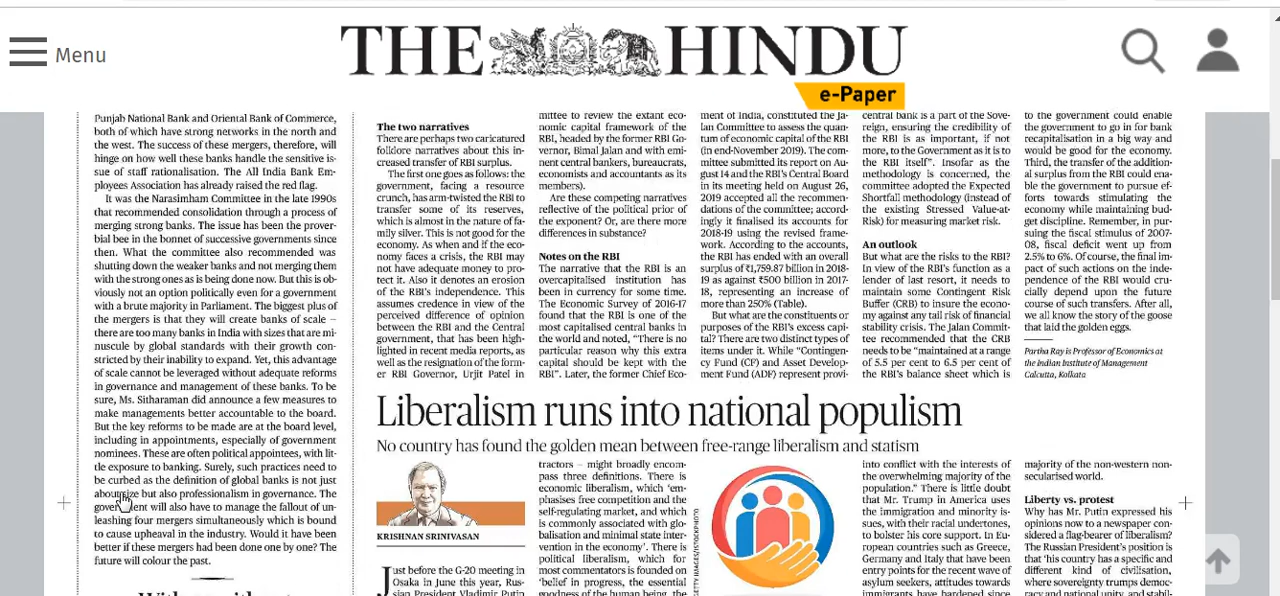 Menu
THE HINDU
e-Paper
Punjab National Bank and Oriental Bank of Commerce,
both of which have strong networks in the north and
the west. The success of these mergers, therefore, will
hinge on how well these banks handle the sensitive is-
sue of staff rationalisation. The All India Bank Em-
ployees Association has already raised the red flag.
It was the Narasimham Committee in the late 1990s
that recommended consolidation through a process of
merging strong banks. The issue has been the prover-
bial bee in the bonnet of successive governments since
then. What the committee also recommended was
shutting down the weaker banks and not merging them
with the strong ones as is being done now. But this is ob-
viously not an option politically even for a government
with a brute majority in Parliament. The biggest plus of
the mergers is that they will create banks of scale –
there are too many banks in India with sizes that are mi-
nuscule by global standards with their growth con-
stricted by their inability to expand. Yet, this advantage
of scale cannot be leveraged without adequate reforms
in governance and management of these banks. To be
sure, Ms. Sitharaman did announce a few measures to
make managements better accountable to the board.
But the key reforms to be made are at the board level,
including in appointments, especially of government
nominees. These are often political appointees, with lit-
tle exposure to banking. Surely, such practices need to
be curbed as the definition of global banks is not just
about size but also professionalism in governance. The
government will also have to manage the fallout of un-
leashing four mergers simultaneously which is bound
to cause upheaval in the industry. Would it have been
better if these mergers had been done one by one? The
future will colour the past.
The two narratives
There are perhaps two caricatured
folklore narratives about this in-
creased transfer of RBI surplus.
The first one goes as follows: the
government, facing a resource
crunch, has arm-twisted the RBI to
transfer some of its reserves,
which is almost in the nature of fa-
mily silver. This is not good for the
economy. As when and if the eco-
nomy faces a crisis, the RBI may
not have adequate money to pro-
tect it. Also it denotes an erosion
of the RBI's independence. This
assumes credence in view of the
perceived difference of opinion
between the RBI and the Central
government, that has been high-
lighted in recent media reports, as
well as the resignation of the form-
er RBI Governor, Urjit Patel in
mittee to review the extant eco-
nomic capital framework of the
RBI, headed by the former RBI Go-
vernor, Bimal Jalan and with emi-
nent central bankers, bureaucrats,
economists and accountants as its
members).
Are these competing narratives
reflective of the political prior of
the exponent? Or, are there more
differences in substance?
Notes on the RBI
The narrative that the RBI is an
overcapitalised institution has
been in currency for some time.
The Economic Survey of 2016-17
found that the RBI is one of the
most capitalised central banks in
the world and noted, “There is no
particular reason why this extra
capital should be kept with the
RBI”. Later, the former Chief Eco-
ment of India, constituted the Ja-
lan Committee to assess the quan-
tum of economic capital of the RBI
(in end-November 2019). The com-
mittee submitted its report on Au-
gust 14 and the RBI's Central Board
in its meeting held on August 26,
2019 accepted all the recommen-
dations of the committee; accord-
ingly it finalised its accounts for
2018-19 using the revised frame-
work. According to the accounts,
the RBI has ended with an overall
surplus of ₹1,759.87 billion in 2018-
19 as against ₹500 billion in 2017-
18, representing an increase of
more than 250% (Table).
But what are the constituents or
purposes of the RBI's excess capi-
tal? There are two distinct types of
items under it. While “Contingen-
cy Fund (CF) and Asset Develop-
ment Fund (ADF) represent provi-
central bank is a part of the Sove-
reign, ensuring the credibility of
the RBI is as important, if not
more, to the Government as it is to
the RBI itself”. Insofar as the
methodology is concerned, the
committee adopted the Expected
Shortfall methodology (instead of
the existing Stressed Value-at-
Risk) for measuring market risk.
An outlook
But what are the risks to the RBI?
In view of the RBI's function as a
lender of last resort, it needs to
maintain some Contingent Risk
Buffer (CRB) to insure the econo-
my against any tail risk of financial
stability crisis. The Jalan Commit-
tee recommended that the CRB
needs to be “maintained at a range
of 5.5 per cent to 6.5 per cent of
the RBI's balance sheet which is
to the government could enable
the government to go in for bank
recapitalisation in a big way and
would be good for the economy.
Third, the transfer of the addition-
al surplus from the RBI could ena-
ble the government to pursue ef-
forts towards stimulating the
economy while maintaining bud-
get discipline. Remember, in pur-
suing the fiscal stimulus of 2007-
08, fiscal deficit went up from
2.5% to 6%. Of course, the final im-
pact of such actions on the inde-
pendence of the RBI would cru-
cially depend upon the future
course of such transfers. After all,
we all know the story of the goose
that laid the golden eggs.
Partha Ray is Professor of Economics at
the Indian Institute of Management
Calcutta, Kolkata
Liberalism runs into national populism
No country has found the golden mean between free-range liberalism and statism
KRISHNAN SRINIVASAN
Just before the G-20 meeting in
Osaka in June this year, Rus-
sian President Vladimir Putin
tractors – might broadly encom-
pass three definitions. There is
economic liberalism, which ‘em-
phasises free competition and the
self-regulating market, and which
is commonly associated with glo-
balisation and minimal state inter-
vention in the economy’. There is
political liberalism, which for
most commentators is founded on
‘belief in progress, the essential
goodness of the human being, the
GETTY IMAGES/ISTOCKPHOTO
into conflict with the interests of
the overwhelming majority of the
population.” There is little doubt
that Mr. Trump in America uses
the immigration and minority is-
sues, with their racial undertones,
to bolster his core support. In
European countries such as Greece,
Germany and Italy that have been
entry points for the recent wave of
asylum seekers, attitudes towards
immigrants have hardened since
majority of the non-western non-
secularised world.
Liberty vs. protest
Why has Mr. Putin expressed his
opinions now to a newspaper con-
sidered a flag-bearer of liberalism?
The Russian President's position is
that ‘his country has a specific and
different kind of civilisation,
where sovereignty trumps democ-
racy and national unity, and stabil-